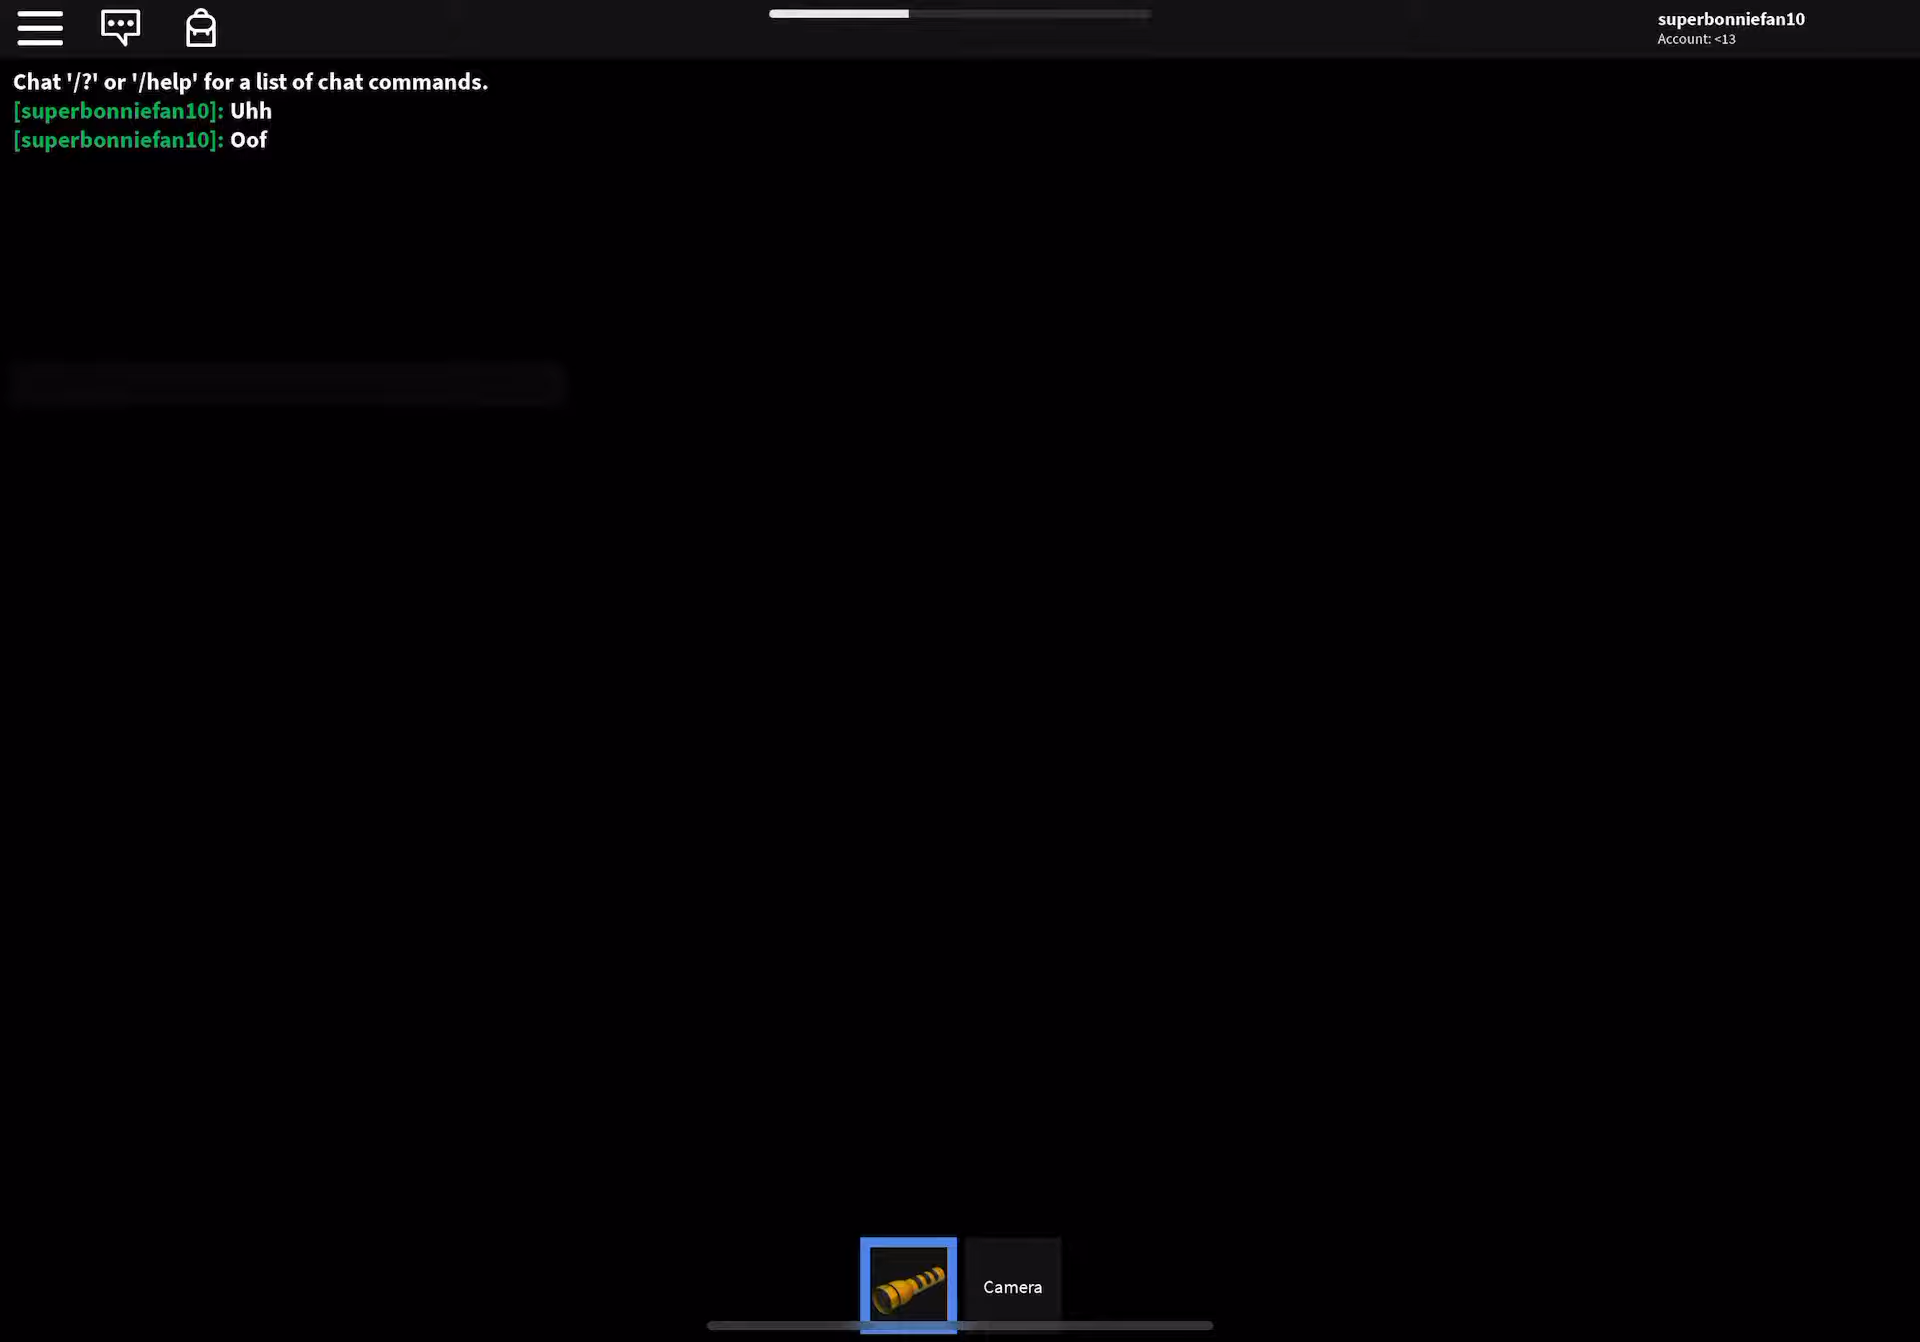 superbonniefan10
Account: <13
Chat '/?' or '/help' for a list of chat commands.
[superbonniefan10]: Uhh
[superbonniefan10]: Oof
Camera